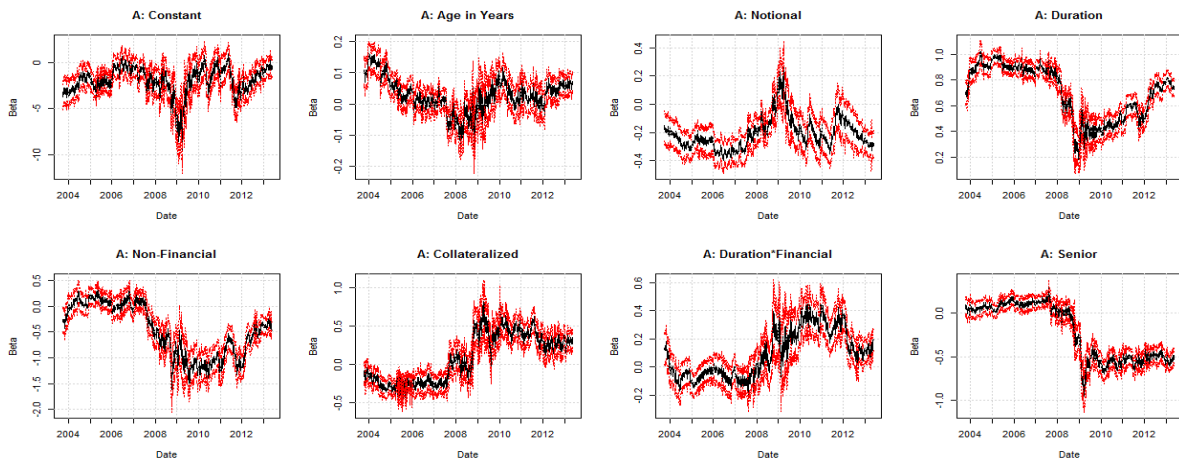 A: Constant
0
-5
-10
Beta
2004 2006 2008 2010 2012
Date
A: Age in Years
0.2
0.1
0.0
-0.1
-0.2
Beta
2004 2006 2008 2010 2012
Date
A: Notional
0.4
0.2
0.0
-0.2
-0.4
Beta
2004 2006 2008 2010 2012
Date
A: Duration
1.0
0.8
0.6
0.4
0.2
Beta
2004 2006 2008 2010 2012
Date
A: Non-Financial
0.5
0.0
-0.5
-1.0
-1.5
-2.0
Beta
2004 2006 2008 2010 2012
Date
A: Collateralized
1.0
0.5
0.0
-0.5
Beta
2004 2006 2008 2010 2012
Date
A: Duration*Financial
0.6
0.4
0.2
0.0
-0.2
Beta
2004 2006 2008 2010 2012
Date
A: Senior
0.0
-0.5
-1.0
Beta
2004 2006 2008 2010 2012
Date